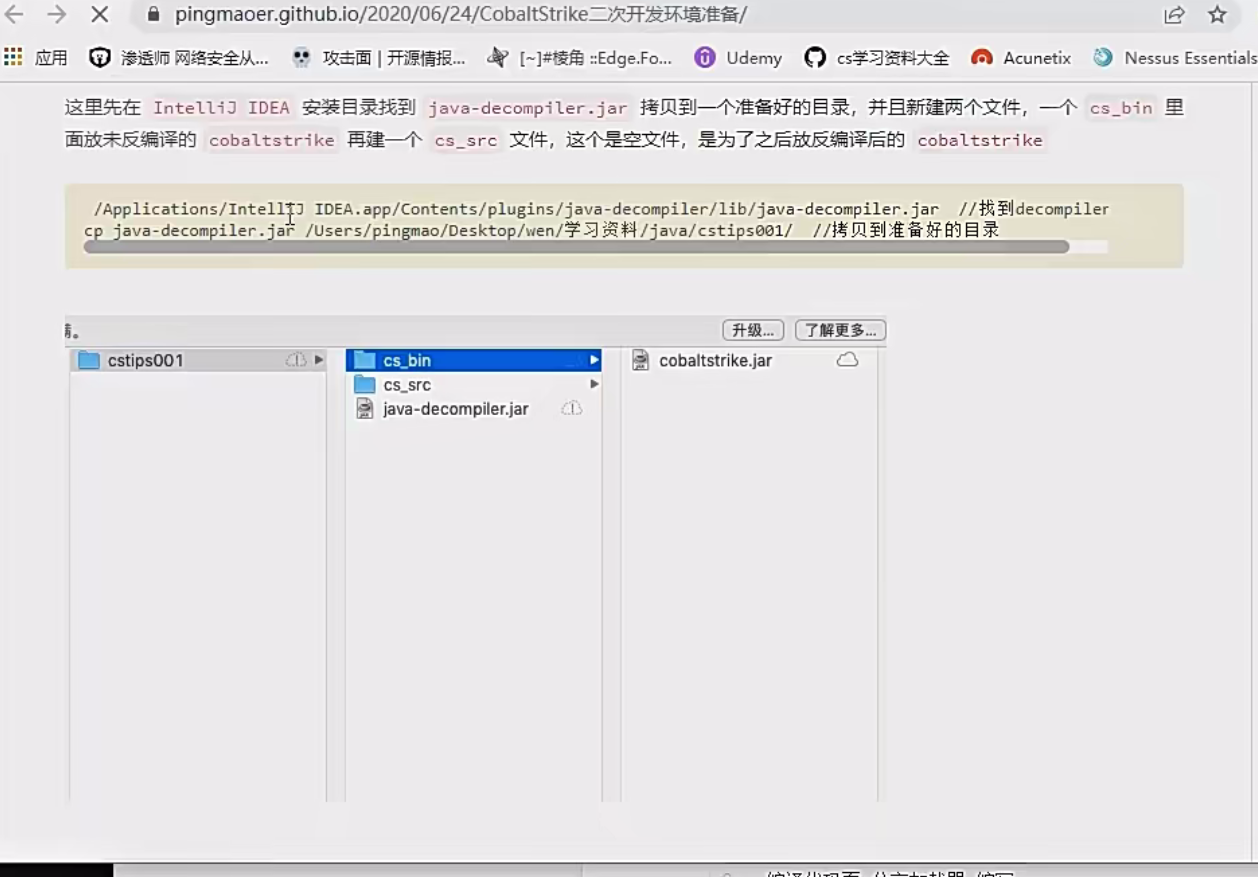 pingmaoer.github.io/2020/06/24/CobaltStrike二次开发环境准备/
应用 渗透师 网络安全从... 攻击面 | 开源情报... [~]#棱角 ::Edge.Fo... Udemy cs学习资料大全 Acunetix Nessus Essentials
这里先在 IntelliJ IDEA 安装目录找到 java-decompiler.jar 拷贝到一个准备好的目录，并且新建两个文件，一个 cs_bin 里
面放未反编译的 cobaltstrike 再建一个 cs_src 文件，这个是空文件，是为了之后放反编译后的 cobaltstrike
/Applications/IntelliJ IDEA.app/Contents/plugins/java-decompiler/lib/java-decompiler.jar //找到decompiler
cp java-decompiler.jar /Users/pingmao/Desktop/wen/学习资料/java/cstips001/ //拷贝到准备好的目录
升级... 了解更多...
cstips001 cs_bin cobaltstrike.jar
cs_src
java-decompiler.jar